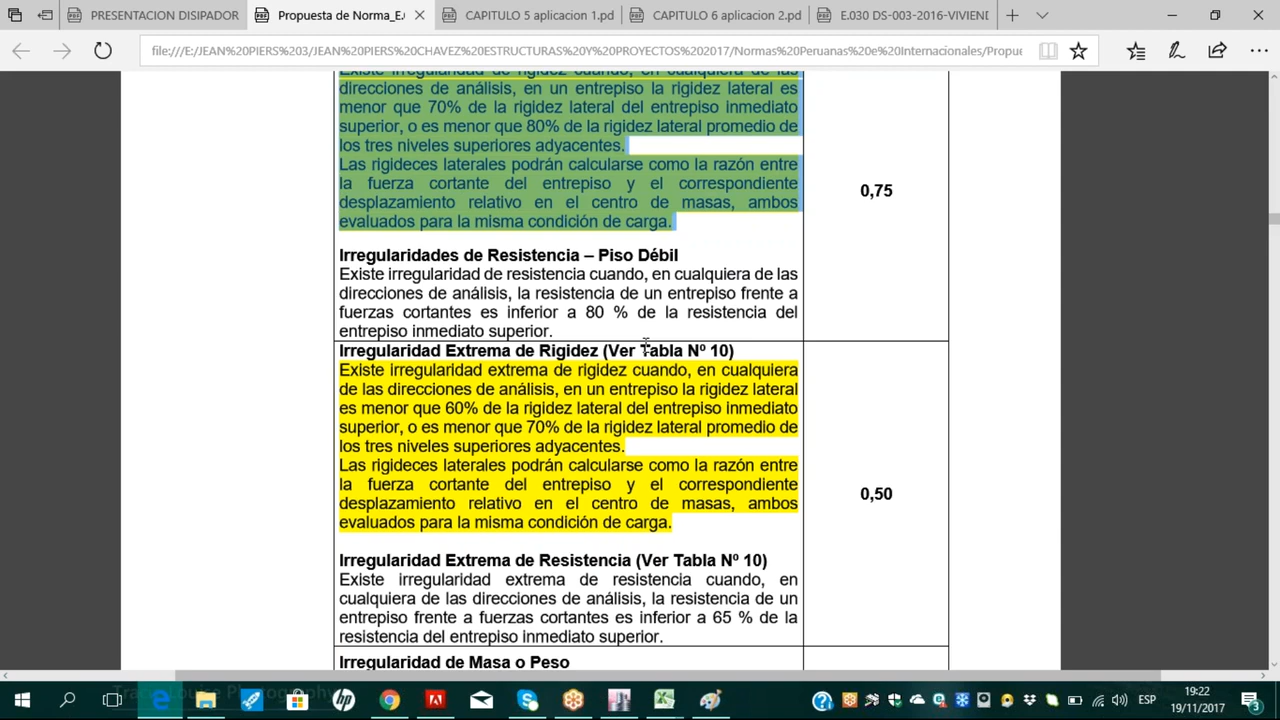 PRESENTACION DISIPADOR
Propuesta de Norma_E.
CAPITULO 5 aplicacion 1.pd
CAPITULO 6 aplicacion 2.pd
E.030 DS-003-2016-VIVIEND
file:///E:/JEAN%20PIERS%203/JEAN%20PIERS%20CHAVEZ%20ESTRUCTURAS%20Y%20PROYECTOS%202017/Normas%20Peruanas%20e%20Internacionales/Propue
Existe irregularidad de rigidez cuando, en cualquiera de las
direcciones de análisis, en un entrepiso la rigidez lateral es
menor que 70% de la rigidez lateral del entrepiso inmediato
superior, o es menor que 80% de la rigidez lateral promedio de
los tres niveles superiores adyacentes.
Las rigideces laterales podrán calcularse como la razón entre
la fuerza cortante del entrepiso y el correspondiente
desplazamiento relativo en el centro de masas, ambos
evaluados para la misma condición de carga.
0,75
Irregularidades de Resistencia – Piso Débil
Existe irregularidad de resistencia cuando, en cualquiera de las
direcciones de análisis, la resistencia de un entrepiso frente a
fuerzas cortantes es inferior a 80 % de la resistencia del
entrepiso inmediato superior.
Irregularidad Extrema de Rigidez (Ver Tabla Nº 10)
Existe irregularidad extrema de rigidez cuando, en cualquiera
de las direcciones de análisis, en un entrepiso la rigidez lateral
es menor que 60% de la rigidez lateral del entrepiso inmediato
superior, o es menor que 70% de la rigidez lateral promedio de
los tres niveles superiores adyacentes.
Las rigideces laterales podrán calcularse como la razón entre
la fuerza cortante del entrepiso y el correspondiente
desplazamiento relativo en el centro de masas, ambos
evaluados para la misma condición de carga.
0,50
Irregularidad Extrema de Resistencia (Ver Tabla Nº 10)
Existe irregularidad extrema de resistencia cuando, en
cualquiera de las direcciones de análisis, la resistencia de un
entrepiso frente a fuerzas cortantes es inferior a 65 % de la
resistencia del entrepiso inmediato superior.
Irregularidad de Masa o Peso
ESP
19:22
19/11/2017
3